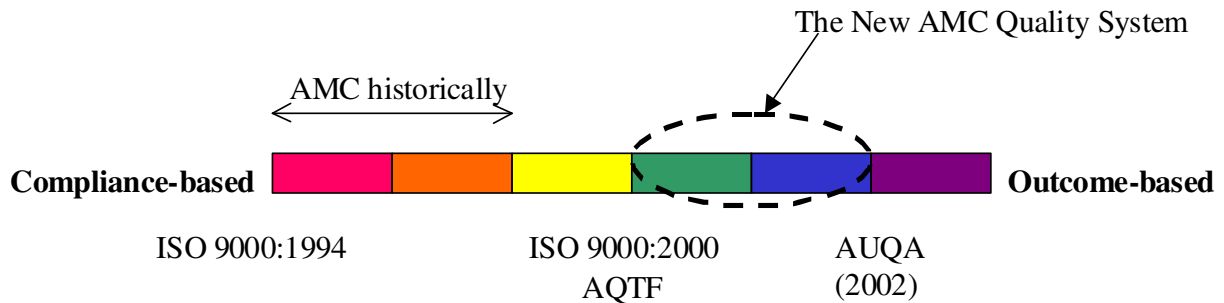 The New AMC Quality System
AMC historically
Compliance-based
Outcome-based
ISO 9000:1994
ISO 9000:2000
AQTF
AUQA
(2002)